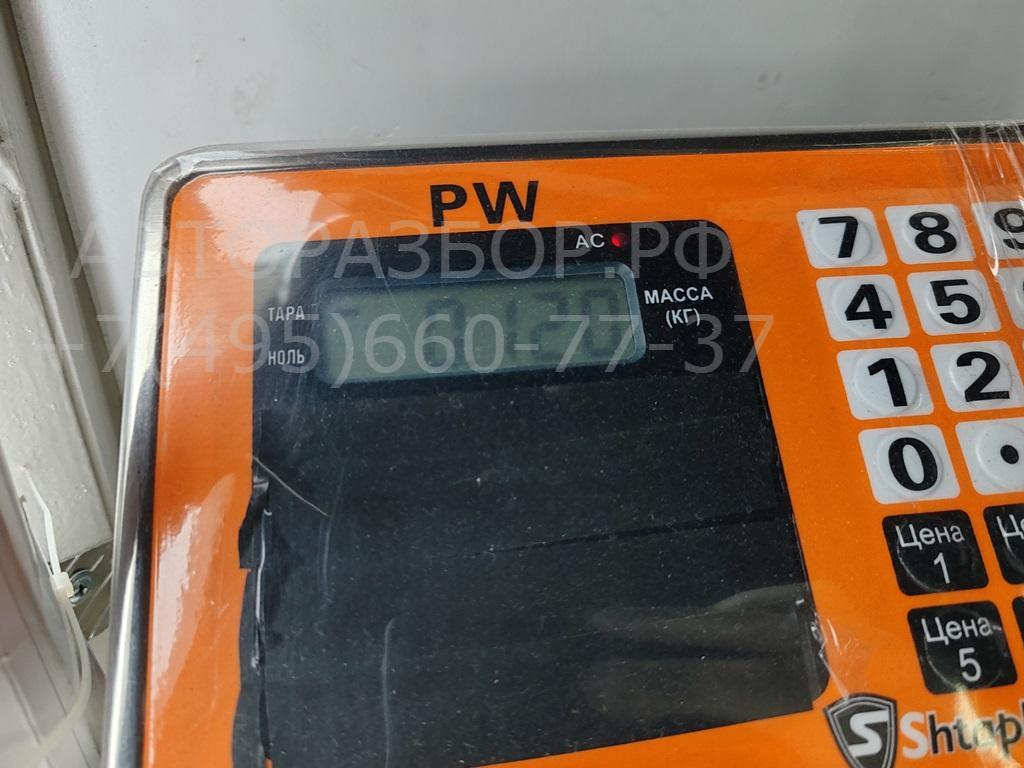 PW
AC
АВТОРАЗБОР.РФ
ТАРА
МАССА
(КГ)
НОЛЬ
+7(495)660-77-37
7 8 9
4 5
1 2
0 .
Цена
1
Цена
5
S